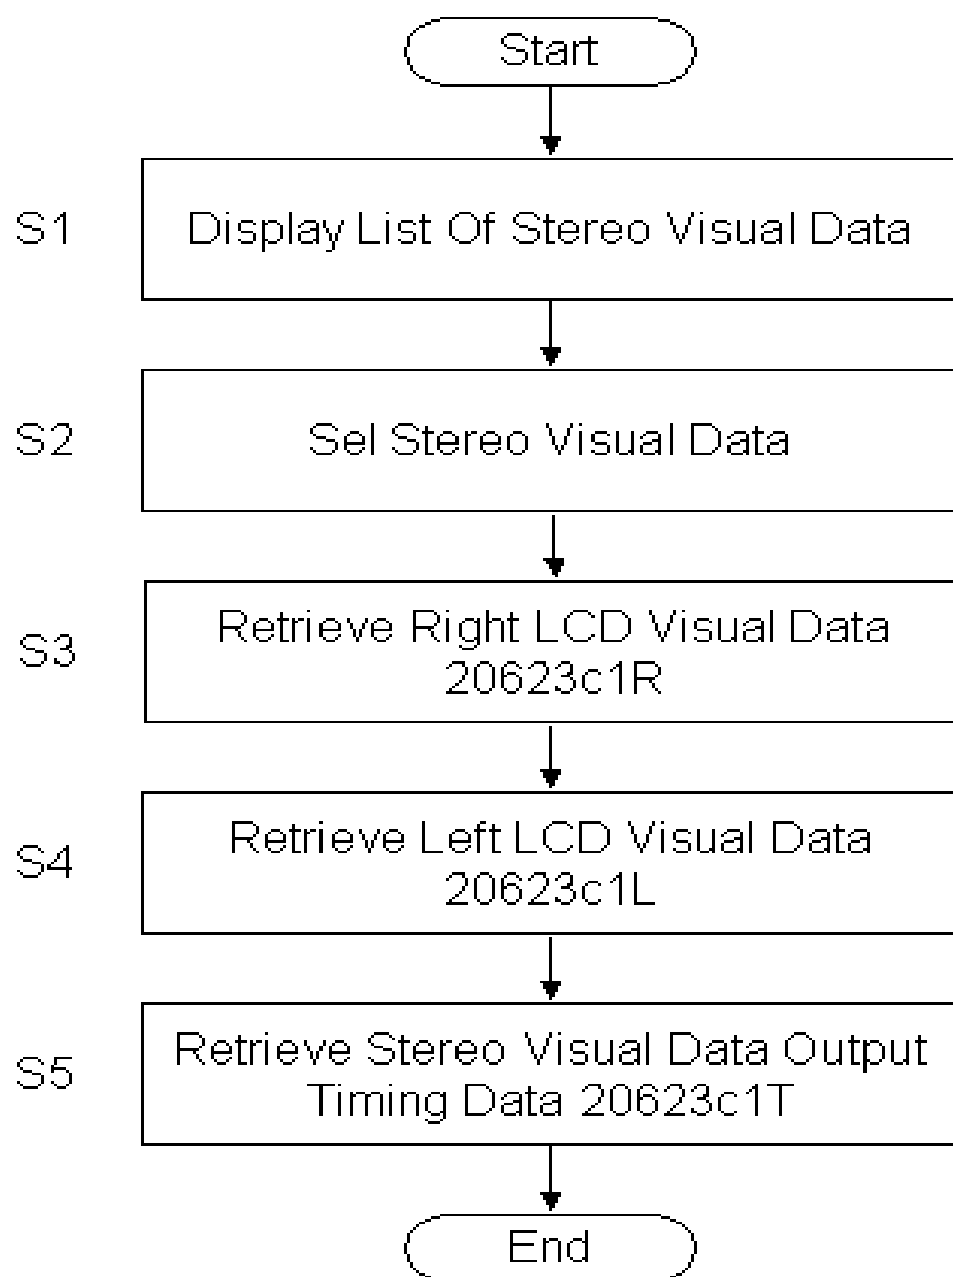 Start
S1
Display List Of Stereo Visual Data
S2
Sel Stereo Visual Data
S3
Retrieve Right LCD Visual Data
20623c1R
S4
Retrieve Left LCD Visual Data
20623c1L
S5
Retrieve Stereo Visual Data Output
Timing Data 20623c1T
End